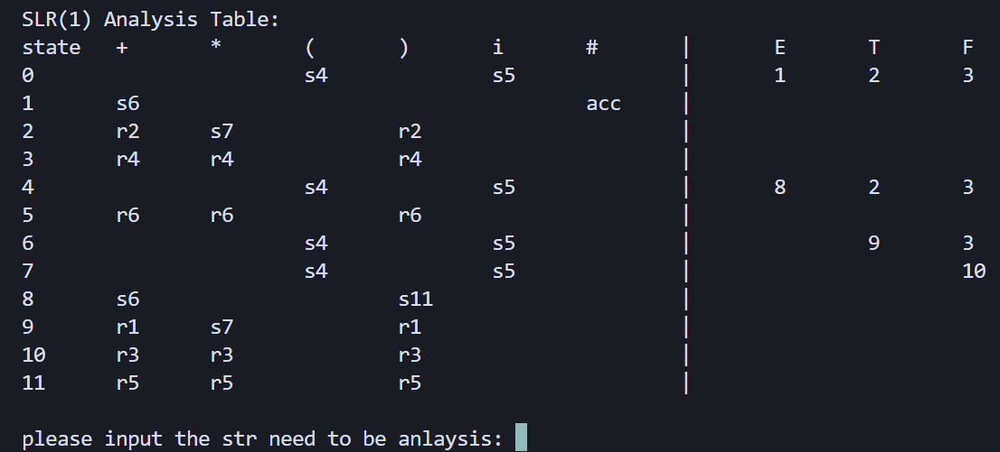 SLR(1) Analysis Table:
state + * ( ) i # | E T F
0 s4 s5 | 1 2 3
1 s6 acc |
2 r2 s7 r2 |
3 r4 r4 r4 |
4 s4 s5 | 8 2 3
5 r6 r6 r6 |
6 s4 s5 | 9 3
7 s4 s5 | 10
8 s6 s11 |
9 r1 s7 r1 |
10 r3 r3 r3 |
11 r5 r5 r5 |
please input the str need to be anlaysis: